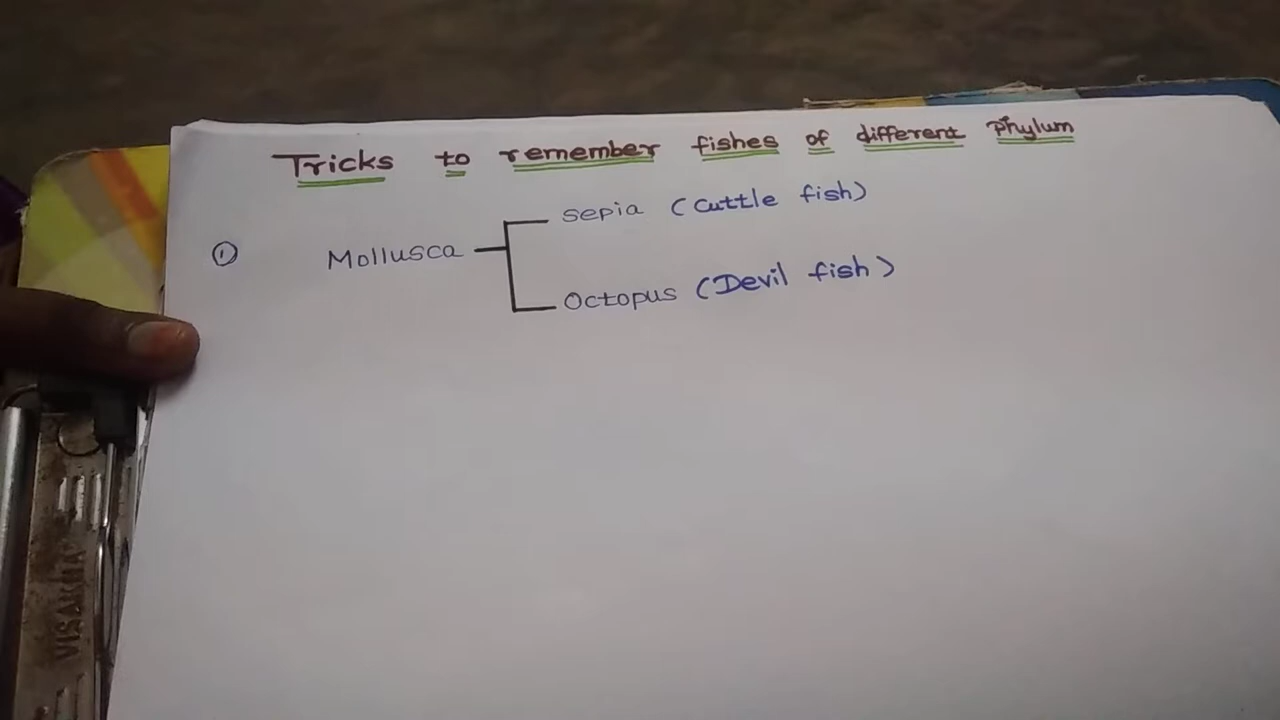 Tricks to remember fishes of different Phylum
Sepia (Cuttle fish)
① Mollusca
Octopus (Devil fish)
VISAKHA